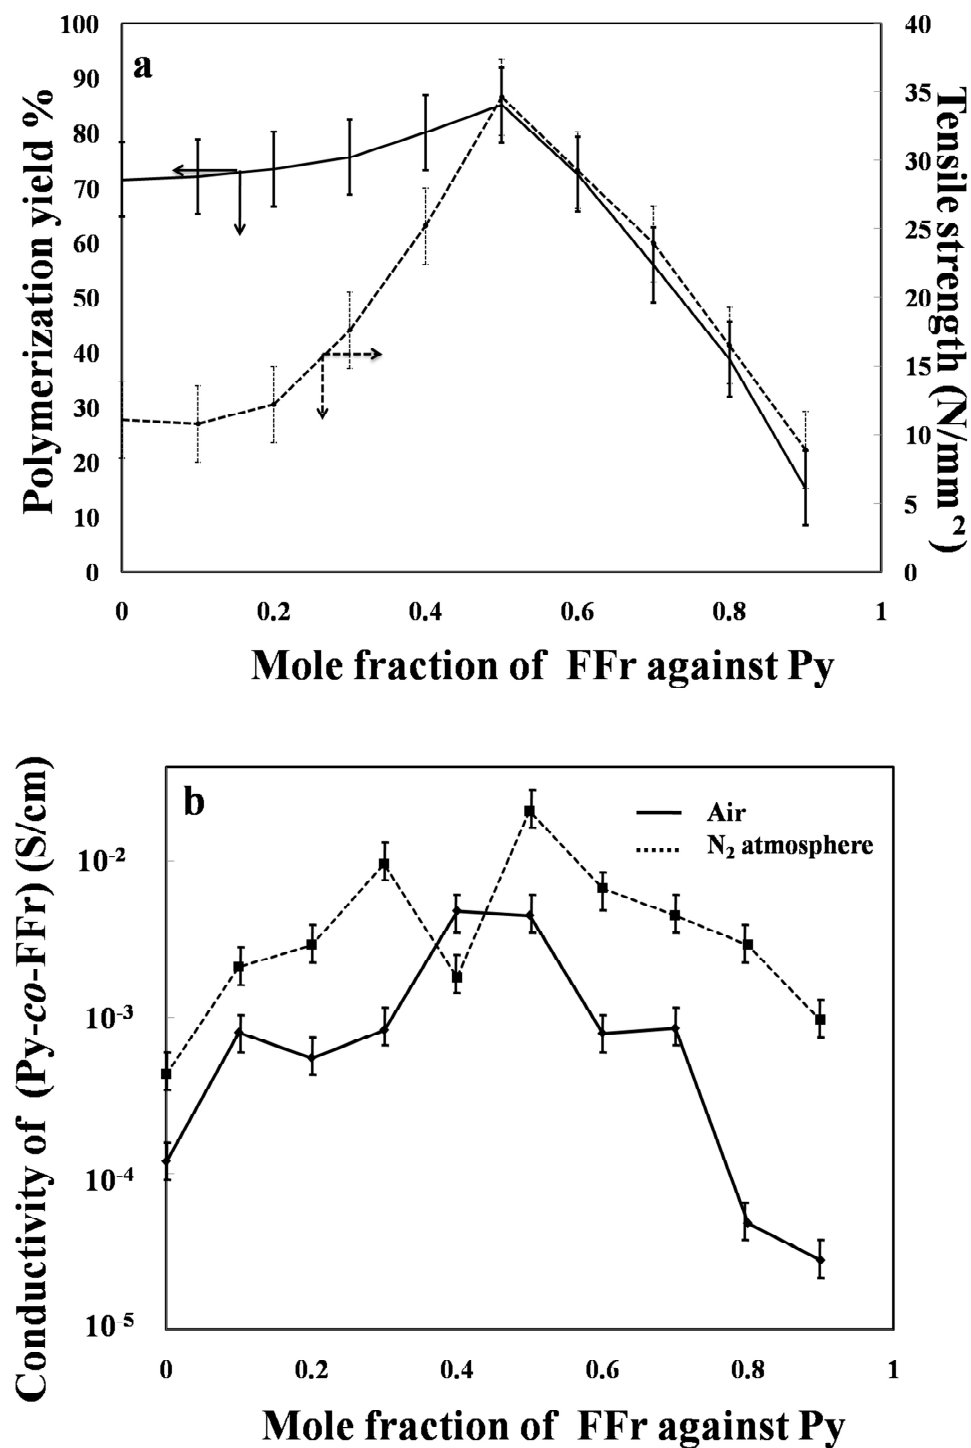 a
Polymerization yield %
100
90
80
70
60
50
40
30
20
10
0
40
35
30
25
20
15
10
5
0
Tensile strength (N/mm²)
0 0.2 0.4 0.6 0.8 1
Mole fraction of FFr against Py
b
Conductivity of (Py-co-FFr) (S/cm)
Air
N₂ atmosphere
10⁻²
10⁻³
10⁻⁴
10⁻⁵
0 0.2 0.4 0.6 0.8 1
Mole fraction of FFr against Py